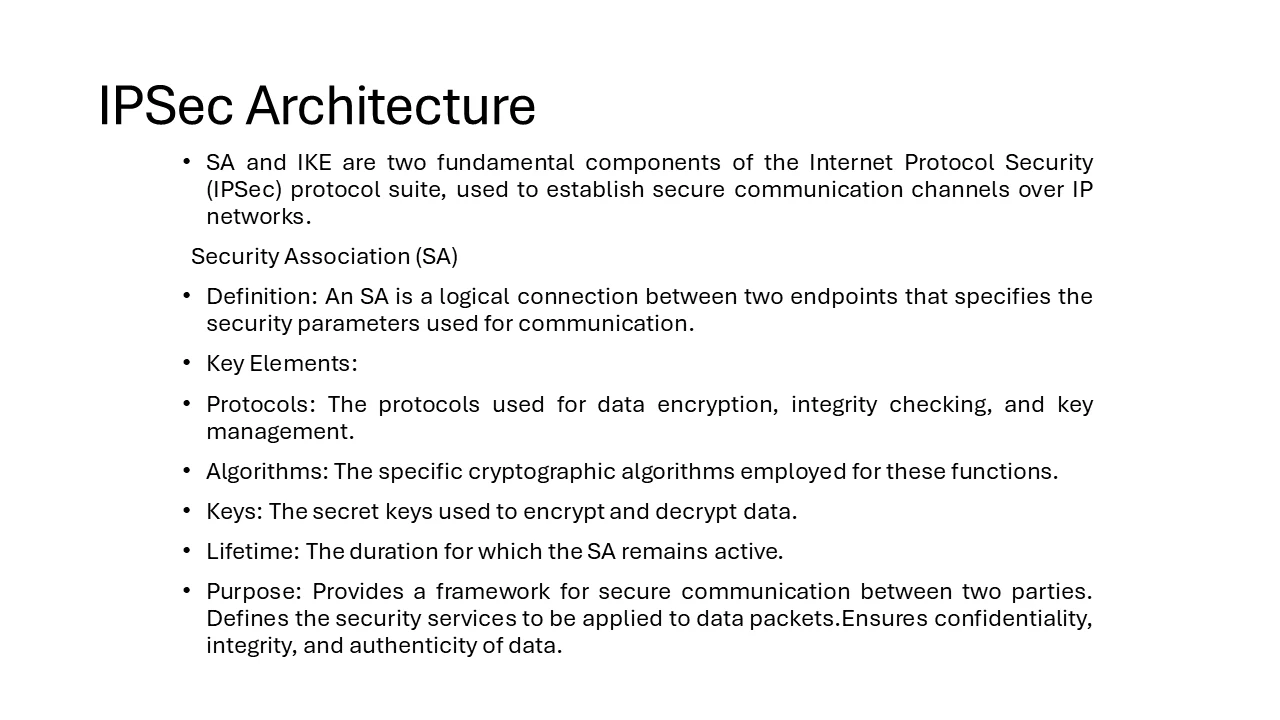 IPSec Architecture
• SA and IKE are two fundamental components of the Internet Protocol Security
(IPSec) protocol suite, used to establish secure communication channels over IP
networks.
Security Association (SA)
• Definition: An SA is a logical connection between two endpoints that specifies the
security parameters used for communication.
• Key Elements:
• Protocols: The protocols used for data encryption, integrity checking, and key
management.
• Algorithms: The specific cryptographic algorithms employed for these functions.
• Keys: The secret keys used to encrypt and decrypt data.
• Lifetime: The duration for which the SA remains active.
• Purpose: Provides a framework for secure communication between two parties.
Defines the security services to be applied to data packets.Ensures confidentiality,
integrity, and authenticity of data.